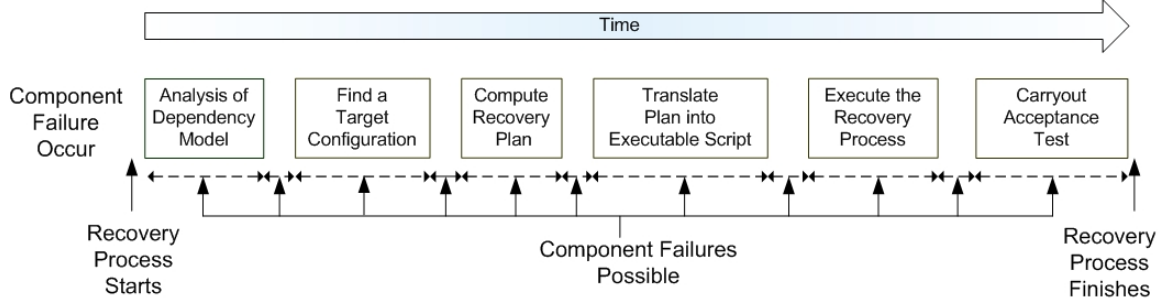 Time
Component
Failure
Occur
Analysis of
Dependency
Model
Find a
Target
Configuration
Compute
Recovery
Plan
Translate
Plan into
Executable Script
Execute the
Recovery
Process
Carryout
Acceptance
Test
Recovery
Process
Starts
Component Failures
Possible
Recovery
Process
Finishes